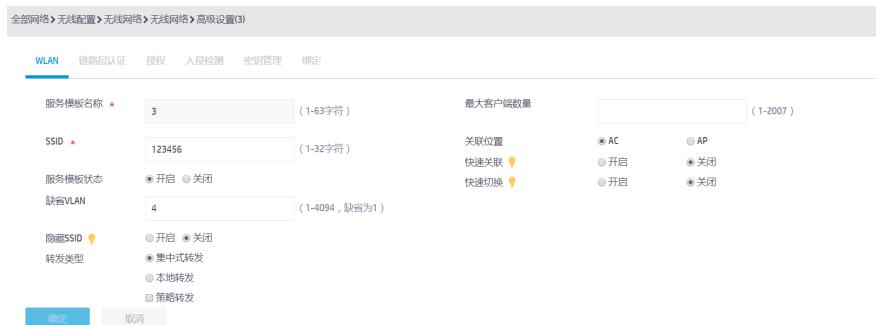 全部网络>无线配置>无线网络>无线网络>高级设置(3)
WLAN 链路层认证 授权 入侵检测 密钥管理 绑定
服务模板名称 * 3 (1-63字符) 最大客户端数量 (1-2007)
SSID * 123456 (1-32字符) 关联位置 AC AP
快速关联 开启 关闭
服务模板状态 开启 关闭 快速切换 开启 关闭
缺省VLAN 4 (1-4094，缺省为1)
隐藏SSID 开启 关闭
转发类型 集中式转发
本地转发
策略转发
确定 取消